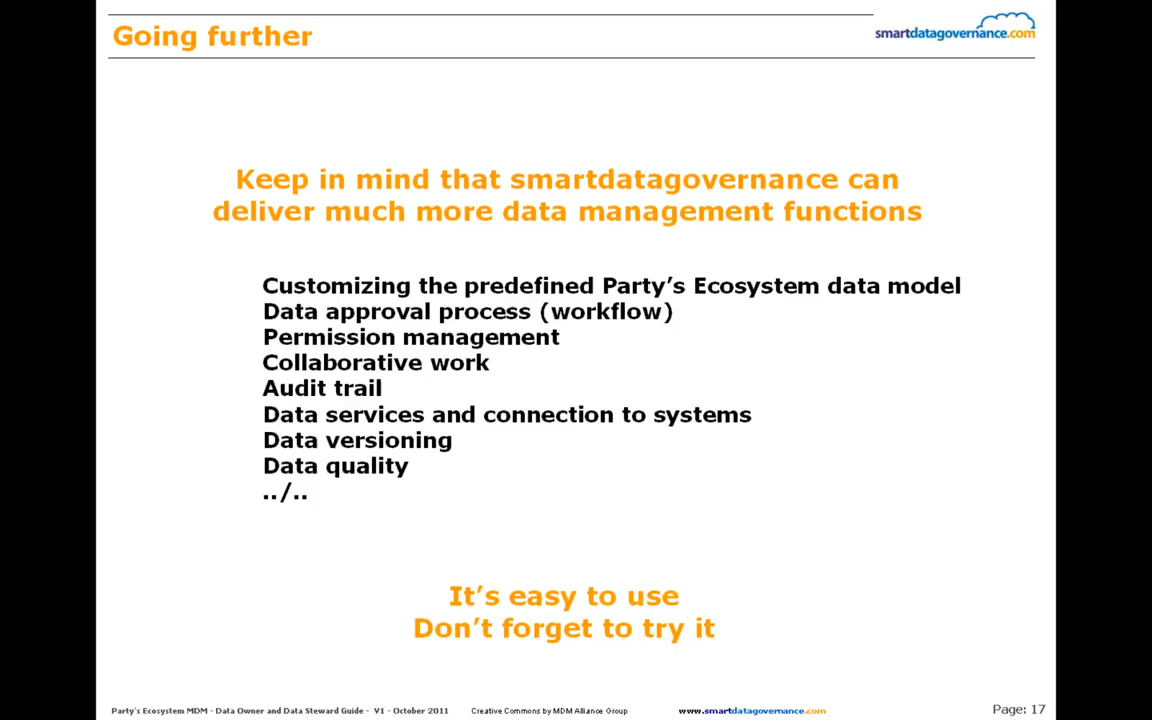 Going further
smartdatagovernance.com
Keep in mind that smartdatagovernance can
deliver much more data management functions
Customizing the predefined Party's Ecosystem data model
Data approval process (workflow)
Permission management
Collaborative work
Audit trail
Data services and connection to systems
Data versioning
Data quality
../..
It's easy to use
Don't forget to try it
Party's Ecosystem MDM - Data Owner and Data Steward Guide - V1 - October 2011 Creative Commons by MDM Alliance Group www.smartdatagovernance.com Page: 17